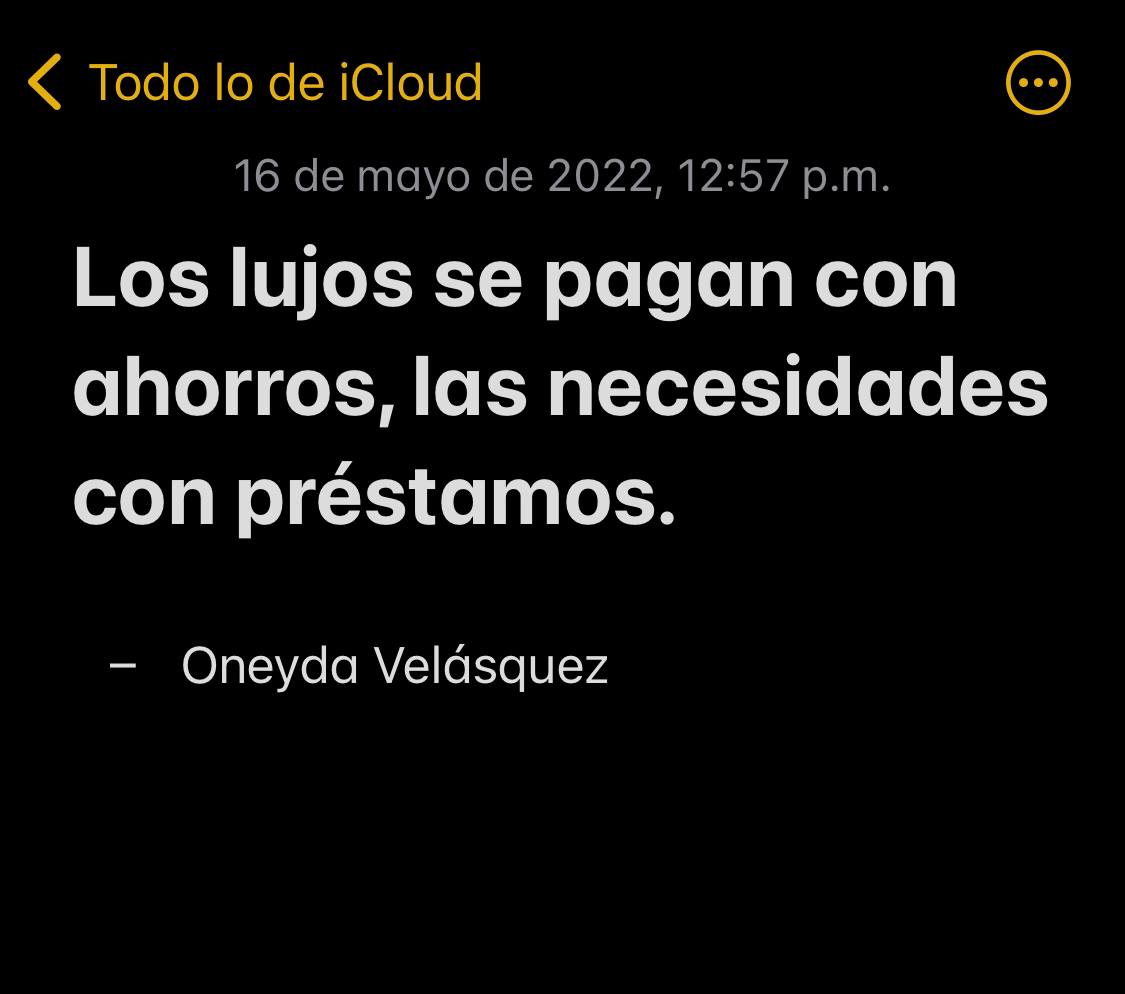 Todo lo de iCloud
16 de mayo de 2022, 12:57 p.m.
Los lujos se pagan con
ahorros, las necesidades
con préstamos.
– Oneyda Velásquez